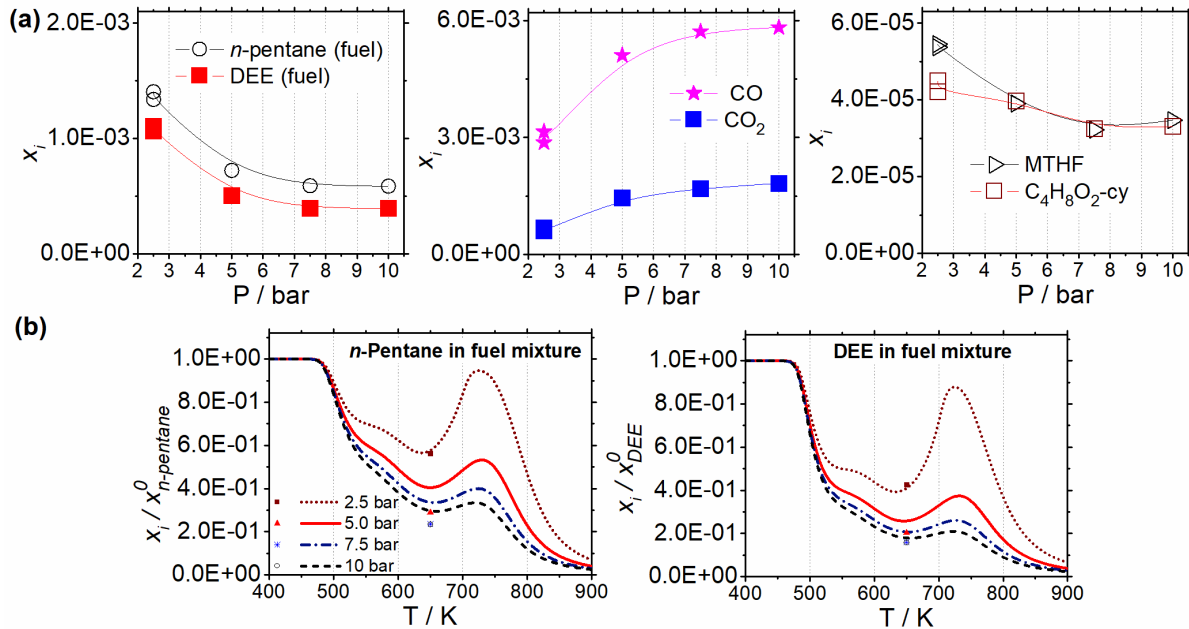 (a)
2.0E-03
1.0E-03
0.0E+00
x_i
n-pentane (fuel)
DEE (fuel)
2 3 4 5 6 7 8 9 10
P / bar
6.0E-03
3.0E-03
0.0E+00
x_i
CO
CO₂
2 3 4 5 6 7 8 9 10
P / bar
6.0E-05
4.0E-05
2.0E-05
0.0E+00
x_i
MTHF
C₄H₈O₂-cy
2 3 4 5 6 7 8 9 10
P / bar
(b)
n-Pentane in fuel mixture
1.0E+00
8.0E-01
6.0E-01
4.0E-01
2.0E-01
0.0E+00
x_i / x⁰_n-pentane
2.5 bar
5.0 bar
7.5 bar
10 bar
400 500 600 700 800 900
T / K
DEE in fuel mixture
1.0E+00
8.0E-01
6.0E-01
4.0E-01
2.0E-01
0.0E+00
x_i / x⁰_DEE
400 500 600 700 800 900
T / K